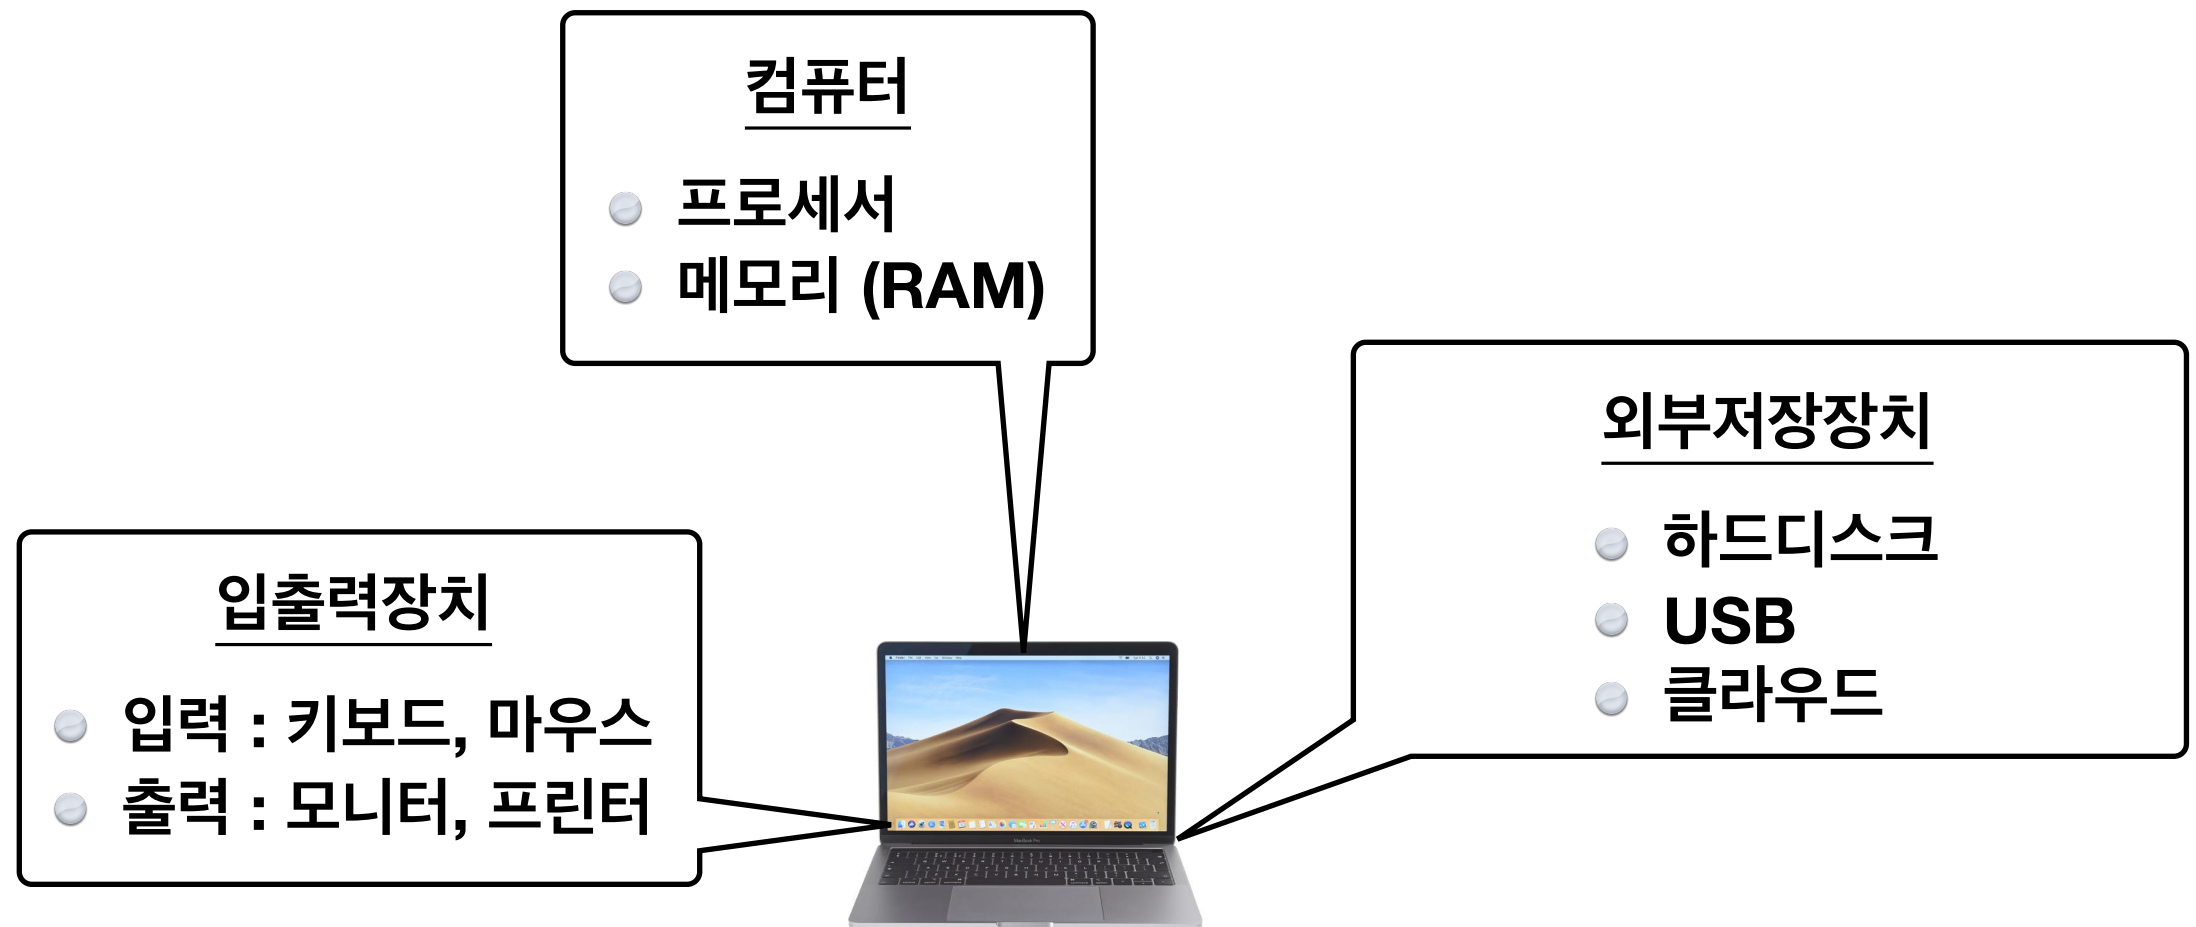 컴퓨터
프로세서
메모리 (RAM)
외부저장장치
하드디스크
USB
클라우드
입출력장치
입력 : 키보드, 마우스
출력 : 모니터, 프린터
MacBook Pro